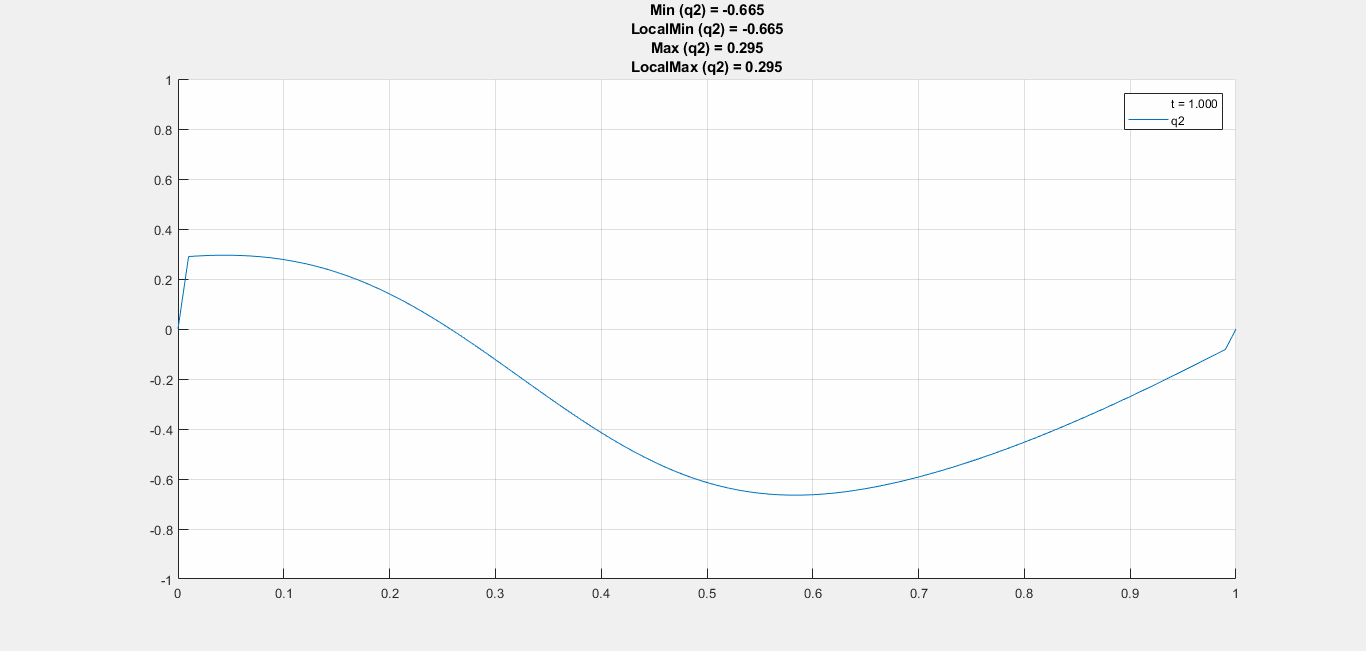 Min (q2) = -0.665
LocalMin (q2) = -0.665
Max (q2) = 0.295
LocalMax (q2) = 0.295
t = 1.000
q2
1
0.8
0.6
0.4
0.2
0
-0.2
-0.4
-0.6
-0.8
-1
0 0.1 0.2 0.3 0.4 0.5 0.6 0.7 0.8 0.9 1